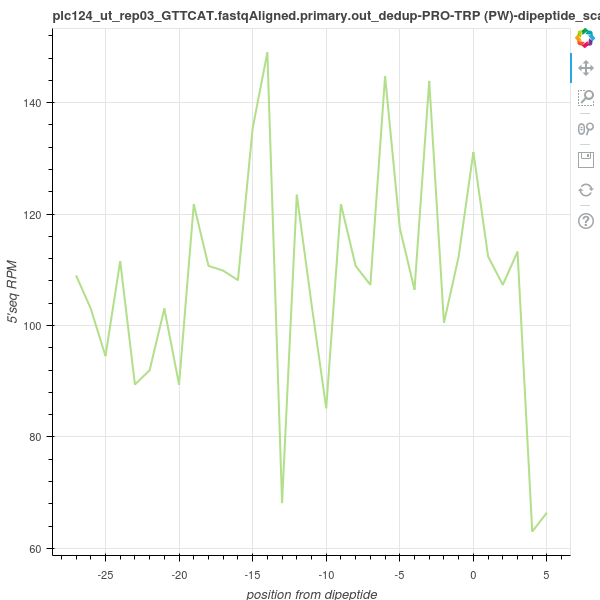 plc124_ut_rep03_GTTCAT.fastqAligned.primary.out_dedup-PRO-TRP (PW)-dipeptide_sca
140
120
100
80
60
5'seq RPM
-25 -20 -15 -10 -5 0 5
position from dipeptide